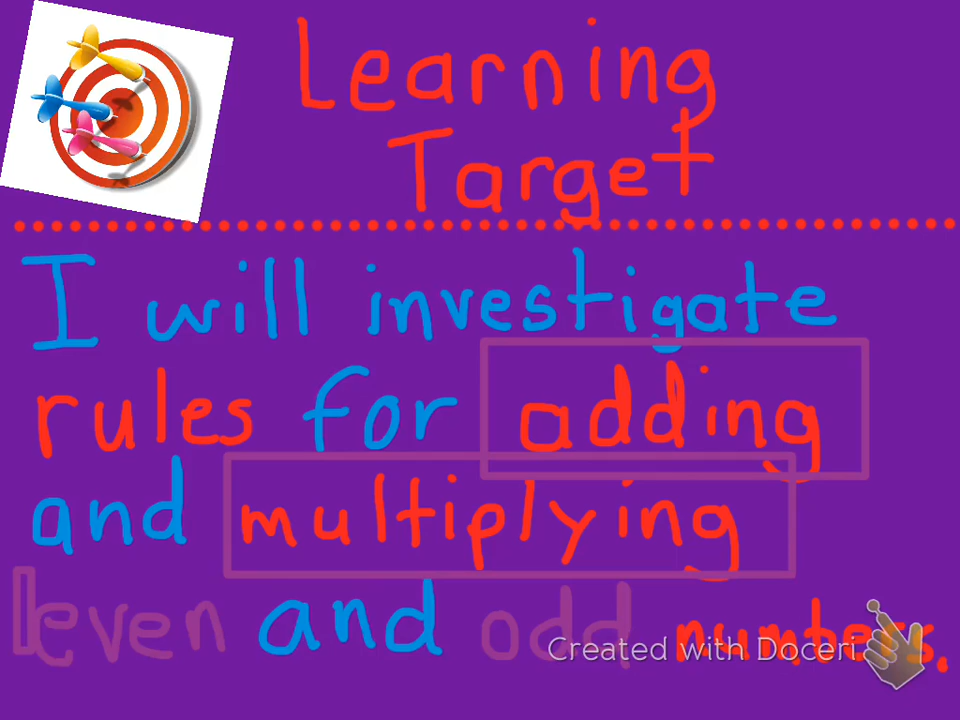 Learning
Target
I will investigate
rules for adding
and multiplying
even and odd numbers.
Created with Doceri